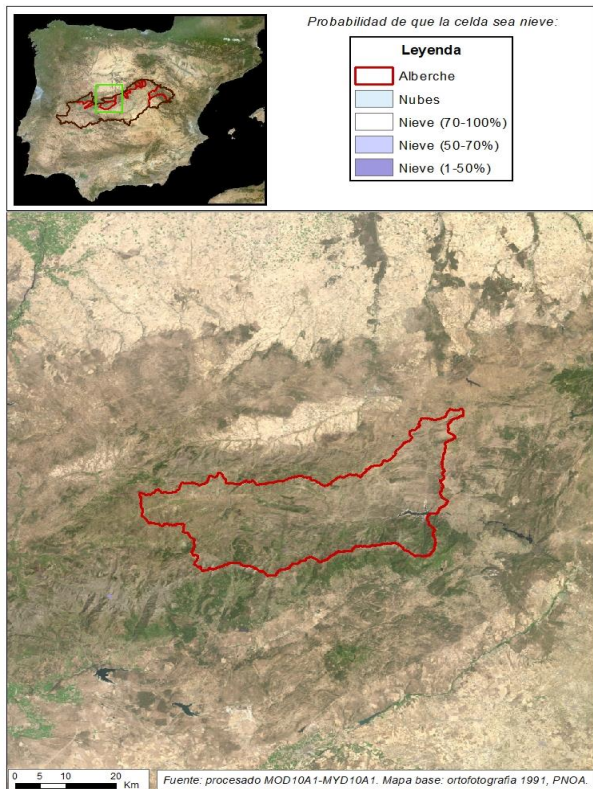 Probabilidad de que la celda sea nieve:
Leyenda
Alberche
Nubes
Nieve (70-100%)
Nieve (50-70%)
Nieve (1-50%)
0 5 10 20
Km
Fuente: procesado MOD10A1-MYD10A1. Mapa base: ortofotografia 1991, PNOA.